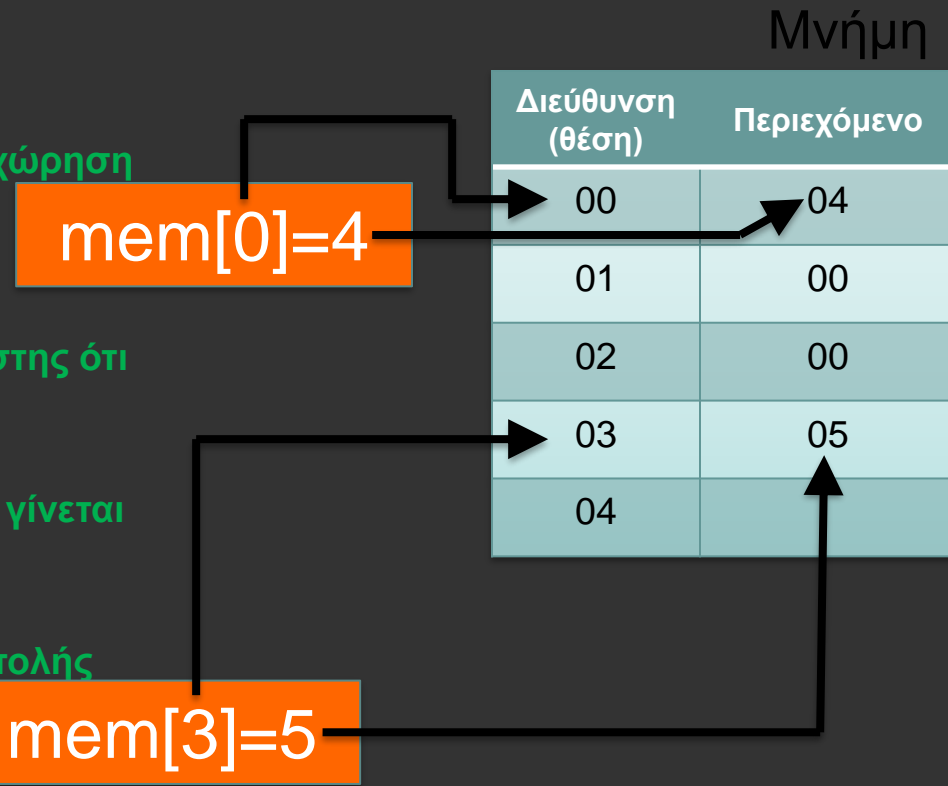 Μνήμη
Διεύθυνση Περιεχόμενο
(θέση)
χώρηση
mem[0]=4
00 04
01 00
στης ότι
02 00
03 05
γίνεται
04
τολής
mem[3]=5